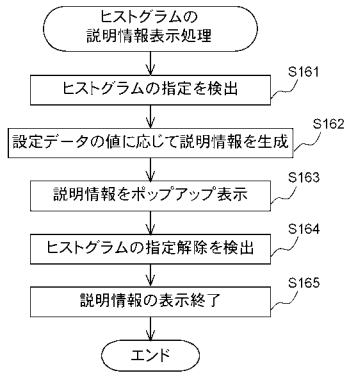 ヒストグラムの
説明情報表示処理
S161
ヒストグラムの指定を検出
S162
設定データの値に応じて説明情報を生成
S163
説明情報をポップアップ表示
S164
ヒストグラムの指定解除を検出
S165
説明情報の表示終了
エンド